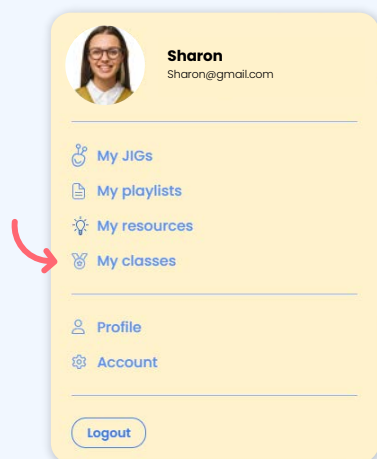 Sharon
Sharon@gmail.com
My JIGs
My playlists
My resources
My classes
Profile
Account
Logout